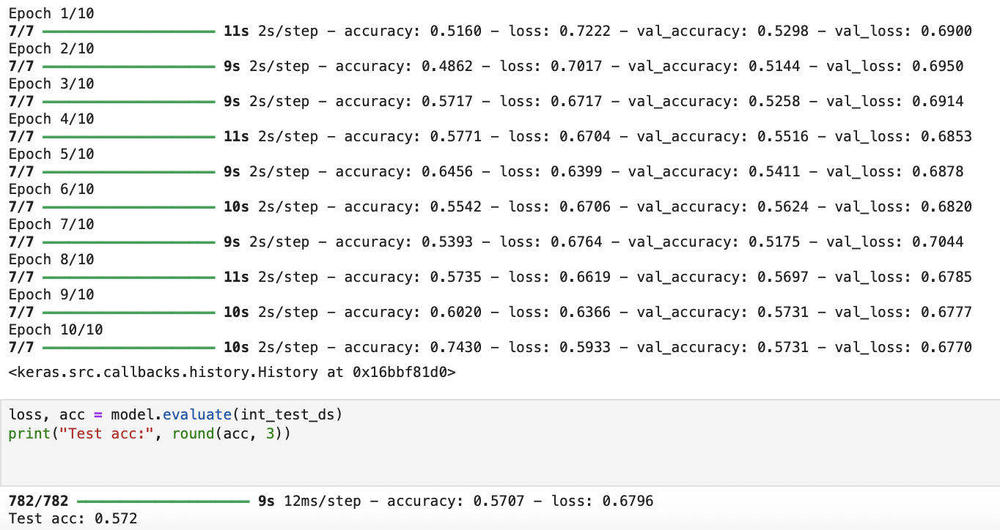 Epoch 1/10
7/7 ━━━━━━━━━━━━━━━━━━━━ 11s 2s/step - accuracy: 0.5160 - loss: 0.7222 - val_accuracy: 0.5298 - val_loss: 0.6900
Epoch 2/10
7/7 ━━━━━━━━━━━━━━━━━━━━ 9s 2s/step - accuracy: 0.4862 - loss: 0.7017 - val_accuracy: 0.5144 - val_loss: 0.6950
Epoch 3/10
7/7 ━━━━━━━━━━━━━━━━━━━━ 9s 2s/step - accuracy: 0.5717 - loss: 0.6717 - val_accuracy: 0.5258 - val_loss: 0.6914
Epoch 4/10
7/7 ━━━━━━━━━━━━━━━━━━━━ 11s 2s/step - accuracy: 0.5771 - loss: 0.6704 - val_accuracy: 0.5516 - val_loss: 0.6853
Epoch 5/10
7/7 ━━━━━━━━━━━━━━━━━━━━ 9s 2s/step - accuracy: 0.6456 - loss: 0.6399 - val_accuracy: 0.5411 - val_loss: 0.6878
Epoch 6/10
7/7 ━━━━━━━━━━━━━━━━━━━━ 10s 2s/step - accuracy: 0.5542 - loss: 0.6706 - val_accuracy: 0.5624 - val_loss: 0.6820
Epoch 7/10
7/7 ━━━━━━━━━━━━━━━━━━━━ 9s 2s/step - accuracy: 0.5393 - loss: 0.6764 - val_accuracy: 0.5175 - val_loss: 0.7044
Epoch 8/10
7/7 ━━━━━━━━━━━━━━━━━━━━ 11s 2s/step - accuracy: 0.5735 - loss: 0.6619 - val_accuracy: 0.5697 - val_loss: 0.6785
Epoch 9/10
7/7 ━━━━━━━━━━━━━━━━━━━━ 10s 2s/step - accuracy: 0.6020 - loss: 0.6366 - val_accuracy: 0.5731 - val_loss: 0.6777
Epoch 10/10
7/7 ━━━━━━━━━━━━━━━━━━━━ 10s 2s/step - accuracy: 0.7430 - loss: 0.5933 - val_accuracy: 0.5731 - val_loss: 0.6770
<keras.src.callbacks.history.History at 0x16bbf81d0>
loss, acc = model.evaluate(int_test_ds)
print("Test acc:", round(acc, 3))
782/782 ━━━━━━━━━━━━━━━━━━━━ 9s 12ms/step - accuracy: 0.5707 - loss: 0.6796
Test acc: 0.572